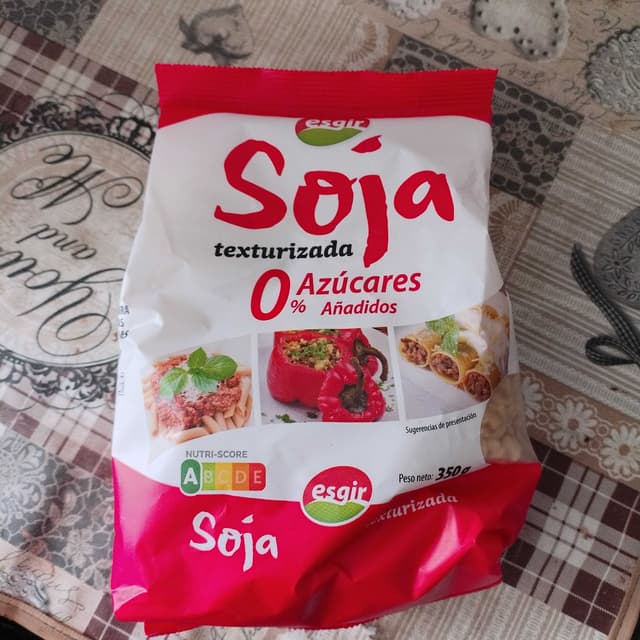 esgir
Soja
texturizada
0% Azúcares
Añadidos
Sugerencias de presentación
NUTRI-SCORE
A B C D E
Peso neto: 350 g
esgir
Soja
texturizada
You
and
Me